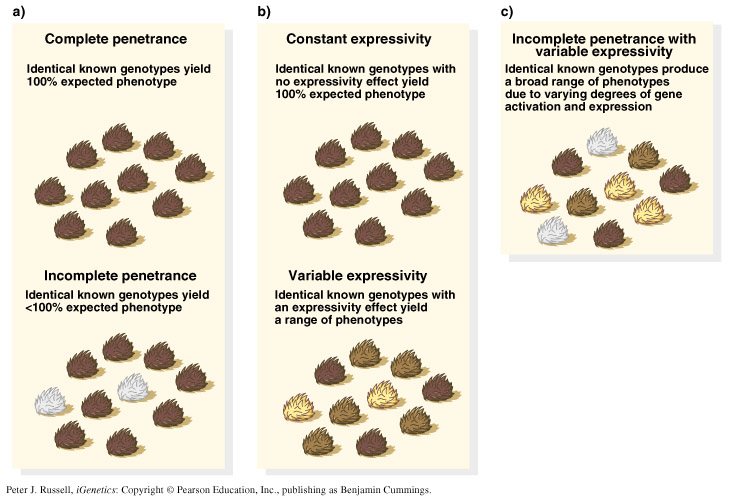 a)
Complete penetrance
Identical known genotypes yield
100% expected phenotype
Incomplete penetrance
Identical known genotypes yield
<100% expected phenotype
b)
Constant expressivity
Identical known genotypes with
no expressivity effect yield
100% expected phenotype
Variable expressivity
Identical known genotypes with
an expressivity effect yield
a range of phenotypes
c)
Incomplete penetrance with
variable expressivity
Identical known genotypes produce
a broad range of phenotypes
due to varying degrees of gene
activation and expression
Peter J. Russell, iGenetics: Copyright © Pearson Education, Inc., publishing as Benjamin Cummings.